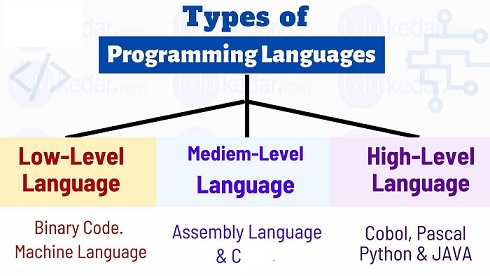 Types of
Programming Languages
Low-Level
Language
Mediem-Level
Language
High-Level
Language
Binary Code.
Machine Language
Assembly Language
& C
Cobol, Pascal
Python & JAVA